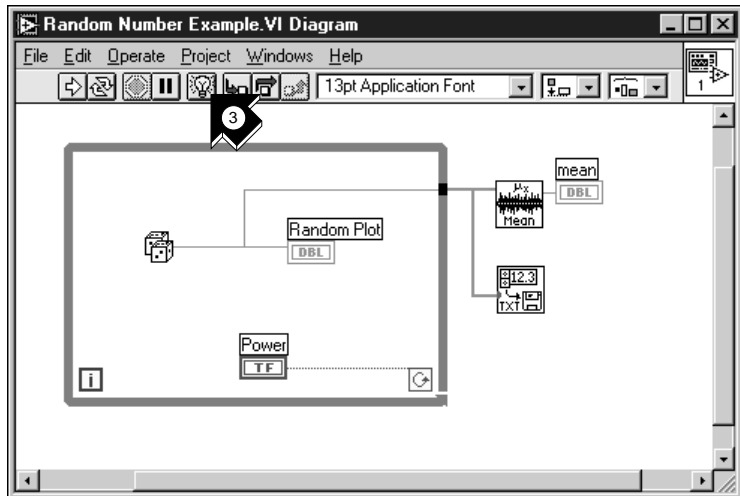 Random Number Example.VI Diagram
File Edit Operate Project Windows Help
13pt Application Font
1
3
mean
DBL
μx
Mean
Random Plot
DBL
12.3
TXT
Power
TF
i